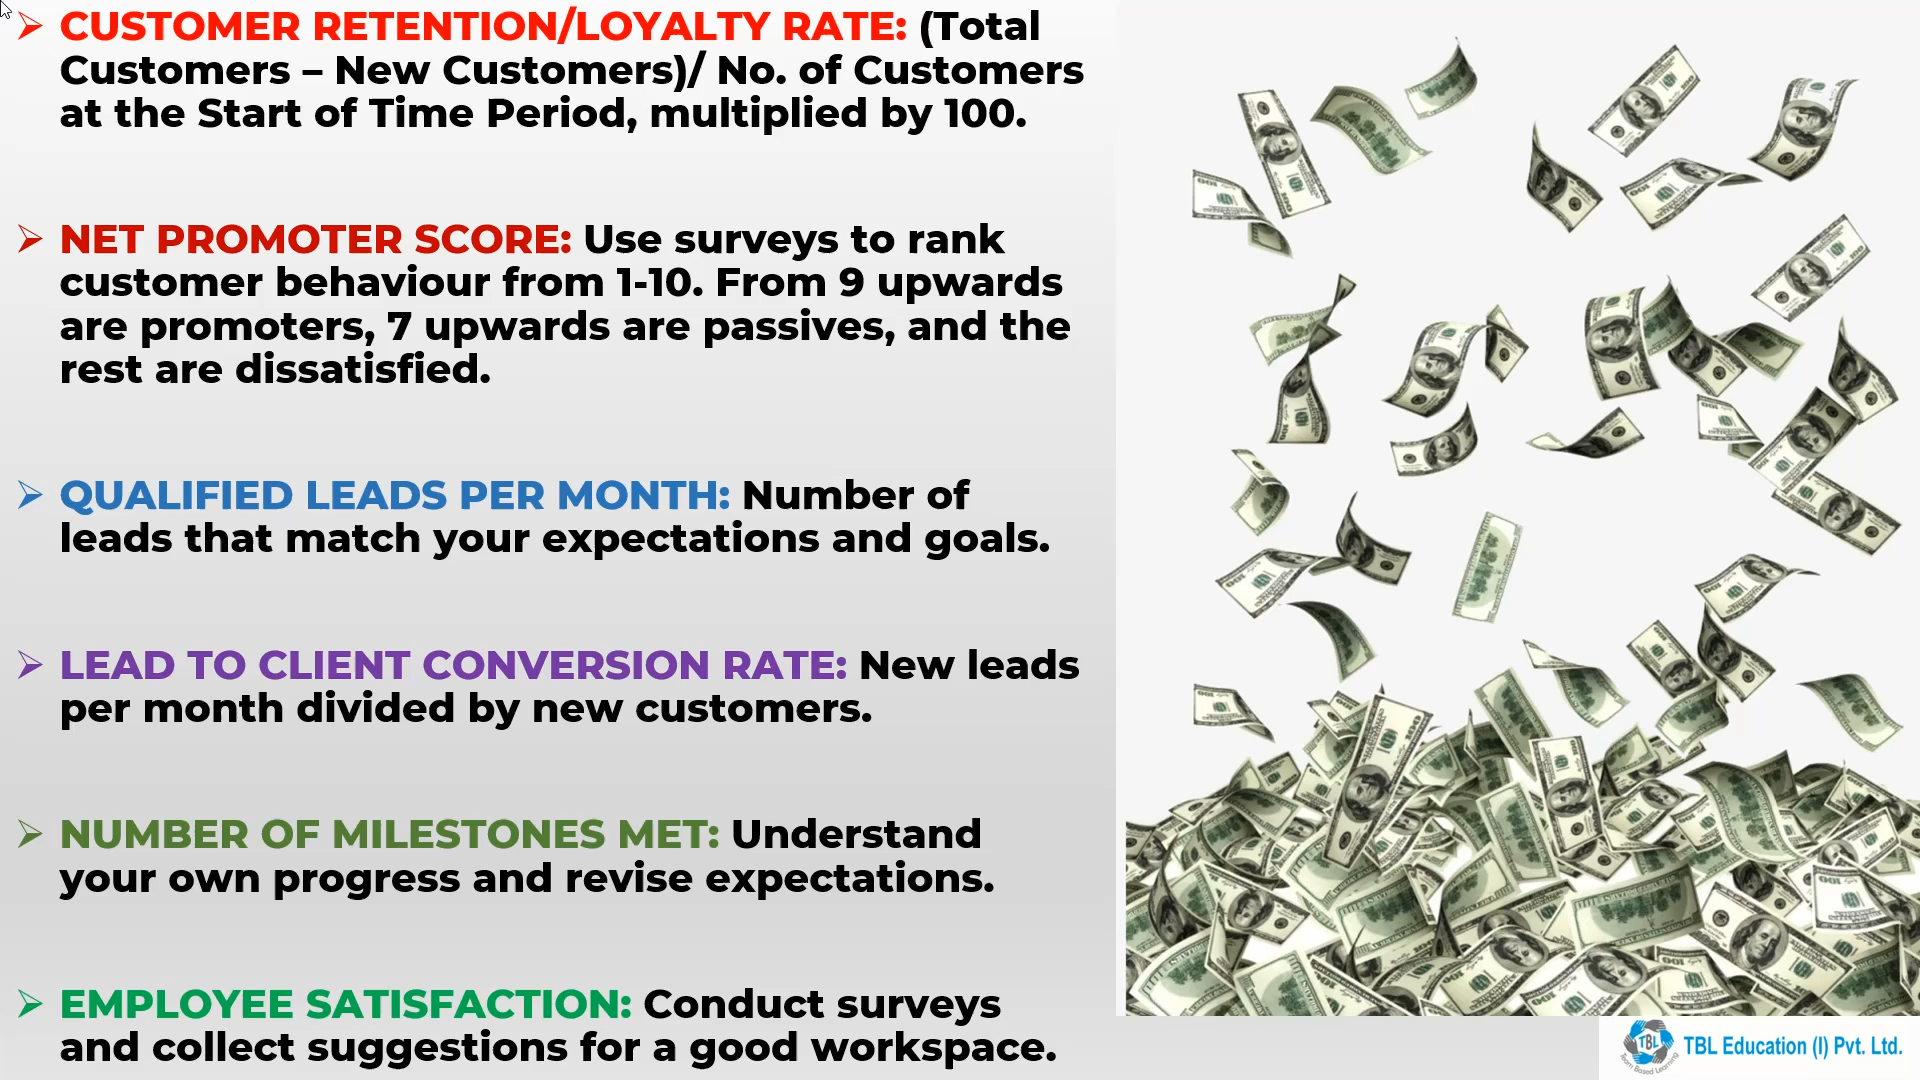 CUSTOMER RETENTION/LOYALTY RATE: (Total
Customers – New Customers)/ No. of Customers
at the Start of Time Period, multiplied by 100.
NET PROMOTER SCORE: Use surveys to rank
customer behaviour from 1-10. From 9 upwards
are promoters, 7 upwards are passives, and the
rest are dissatisfied.
QUALIFIED LEADS PER MONTH: Number of
leads that match your expectations and goals.
LEAD TO CLIENT CONVERSION RATE: New leads
per month divided by new customers.
NUMBER OF MILESTONES MET: Understand
your own progress and revise expectations.
EMPLOYEE SATISFACTION: Conduct surveys
and collect suggestions for a good workspace.
TBL
Team Based Learning
TBL Education (I) Pvt. Ltd.